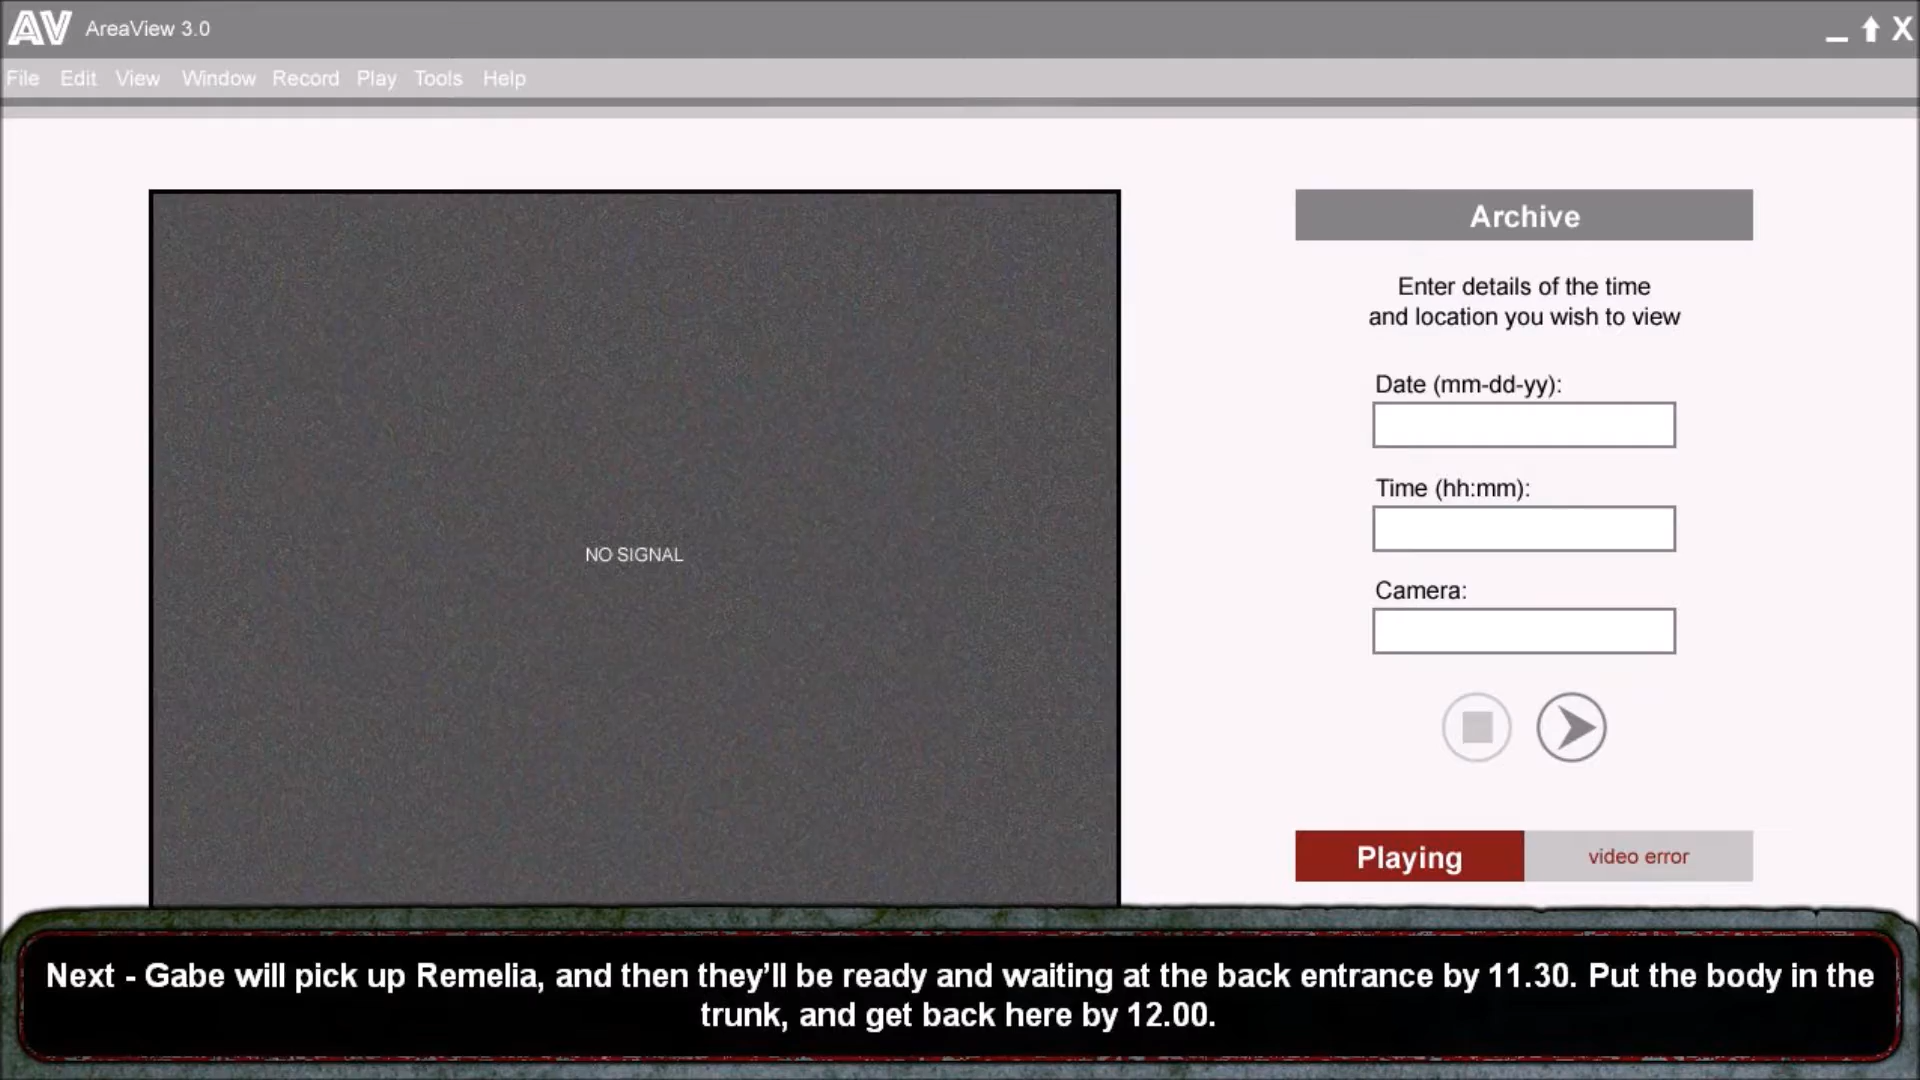 AV AreaView 3.0
File Edit View Window Record Play Tools Help
Archive
Enter details of the time
and location you wish to view
Date (mm-dd-yy):
Time (hh:mm):
Camera:
NO SIGNAL
Playing video error
Next - Gabe will pick up Remelia, and then they’ll be ready and waiting at the back entrance by 11.30. Put the body in the
trunk, and get back here by 12.00.